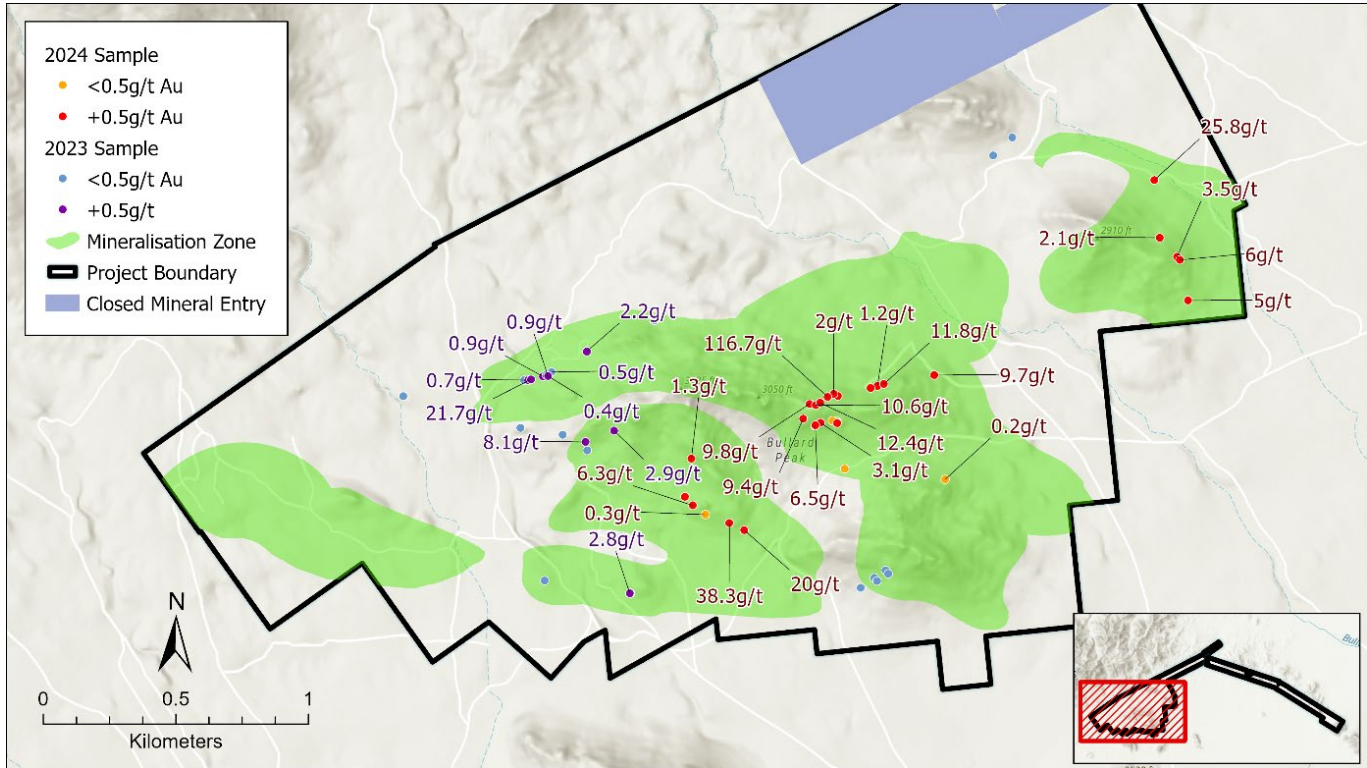 2024 Sample
<0.5g/t Au
+0.5g/t Au
2023 Sample
<0.5g/t Au
+0.5g/t
Mineralisation Zone
Project Boundary
Closed Mineral Entry
25.8g/t
3.5g/t
2910 ft
2.1g/t
6g/t
5g/t
2.2g/t
0.9g/t
0.9g/t
0.7g/t
0.5g/t
21.7g/t
0.4g/t
8.1g/t
2.9g/t
1.3g/t
116.7g/t
2g/t
1.2g/t
11.8g/t
9.7g/t
3050 ft
10.6g/t
0.2g/t
12.4g/t
Bullard
Peak
9.8g/t
3.1g/t
9.4g/t
6.5g/t
6.3g/t
0.3g/t
2.8g/t
38.3g/t
20g/t
N
0 0.5 1
Kilometers